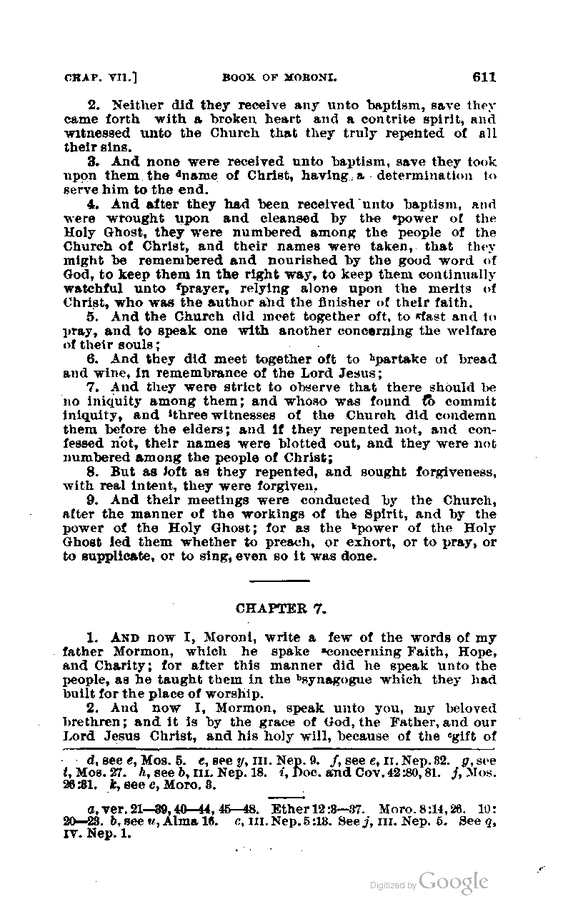 CHAP. VII.] BOOK OF MORONI. 611
2. Neither did they receive any unto baptism, save they
came forth with a broken heart and a contrite spirit, and
witnessed unto the Church that they truly repented of all
their sins.
3. And none were received unto baptism, save they took
upon them the dname of Christ, having a determination to
serve him to the end.
4. And after they had been received unto baptism, and
were wrought upon and cleansed by the epower of the
Holy Ghost, they were numbered among the people of the
Church of Christ, and their names were taken, that they
might be remembered and nourished by the good word of
God, to keep them in the right way, to keep them continually
watchful unto fprayer, relying alone upon the merits of
Christ, who was the author and the finisher of their faith.
5. And the Church did meet together oft, to gfast and to
pray, and to speak one with another concerning the welfare
of their souls;
6. And they did meet together oft to hpartake of bread
and wine, in remembrance of the Lord Jesus;
7. And they were strict to observe that there should be
no iniquity among them; and whoso was found to commit
iniquity, and ithree witnesses of the Church did condemn
them before the elders; and if they repented not, and con-
fessed not, their names were blotted out, and they were not
numbered among the people of Christ;
8. But as joft as they repented, and sought forgiveness,
with real intent, they were forgiven.
9. And their meetings were conducted by the Church,
after the manner of the workings of the Spirit, and by the
power of the Holy Ghost; for as the kpower of the Holy
Ghost led them whether to preach, or exhort, or to pray, or
to supplicate, or to sing, even so it was done.
CHAPTER 7.
1. AND now I, Moroni, write a few of the words of my
father Mormon, which he spake aconcerning Faith, Hope,
and Charity; for after this manner did he speak unto the
people, as he taught them in the bsynagogue which they had
built for the place of worship.
2. And now I, Mormon, speak unto you, my beloved
brethren; and it is by the grace of God, the Father, and our
Lord Jesus Christ, and his holy will, because of the cgift of
d, see e, Mos. 5. e, see y, III. Nep. 9. f, see e, II. Nep. 32. g, see
t, Mos. 27. h, see b, III. Nep. 18. i, Doc. and Cov. 42:80, 81. j, Mos.
26:31. k, see c, Moro. 3.
a, ver. 21—39, 40—44, 45—48. Ether 12:3—37. Moro. 8:14, 26. 10:
20—23. b, see u, Alma 16. c, III. Nep. 5:13. See j, III. Nep. 5. See q,
IV. Nep. 1.
Digitized by Google